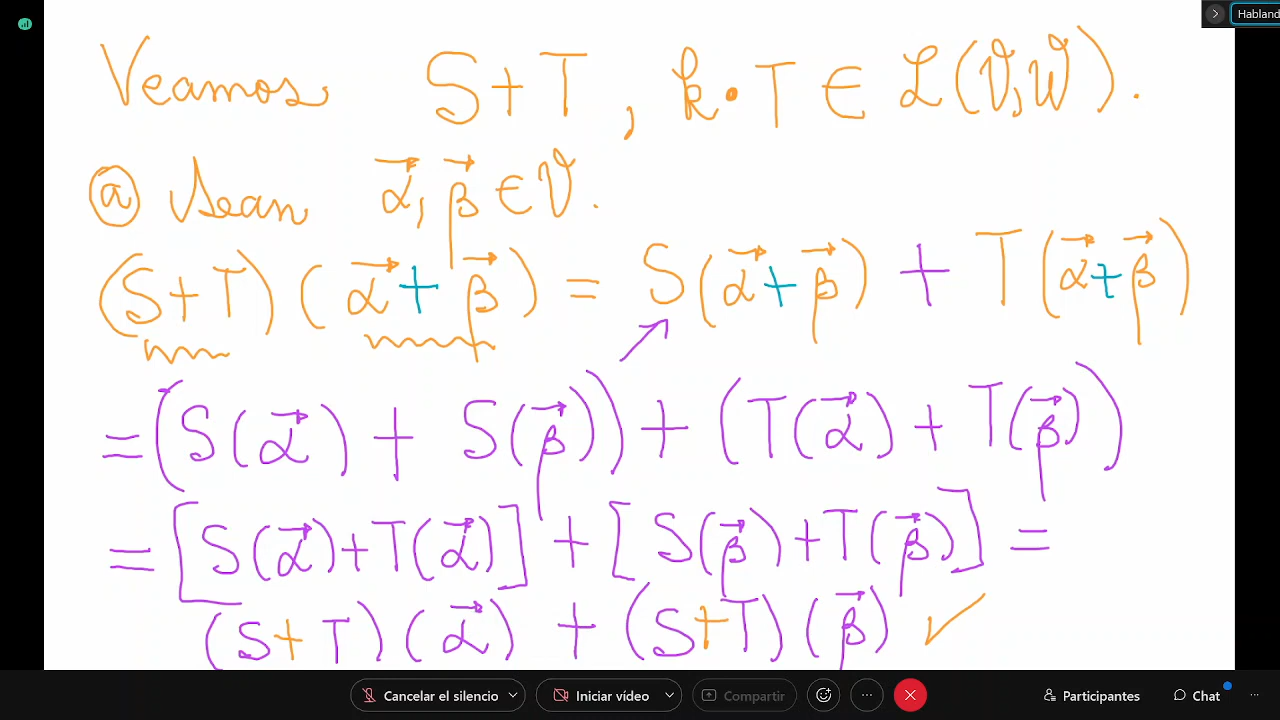 Habland
Veamos: S+T , k·T ∈ ℒ(V,W).
ⓐ Sean α⃗, β⃗ ∈ V.
(S+T)(α⃗+β⃗) = S(α⃗+β⃗) + T(α⃗+β⃗)
=(S(α⃗) + S(β⃗)) + (T(α⃗) + T(β⃗))
=[S(α⃗)+T(α⃗)] + [S(β⃗)+T(β⃗)] =
(S+T)(α⃗) + (S+T)(β⃗) ✓
Cancelar el silencio Iniciar vídeo Compartir ... Participantes Chat ...